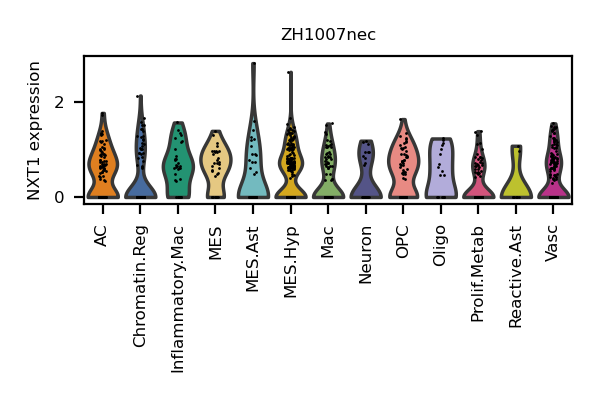 ZH1007nec
NXT1 expression
2
0
AC
Chromatin.Reg
Inflammatory.Mac
MES
MES.Ast
MES.Hyp
Mac
Neuron
OPC
Oligo
Prolif.Metab
Reactive.Ast
Vasc